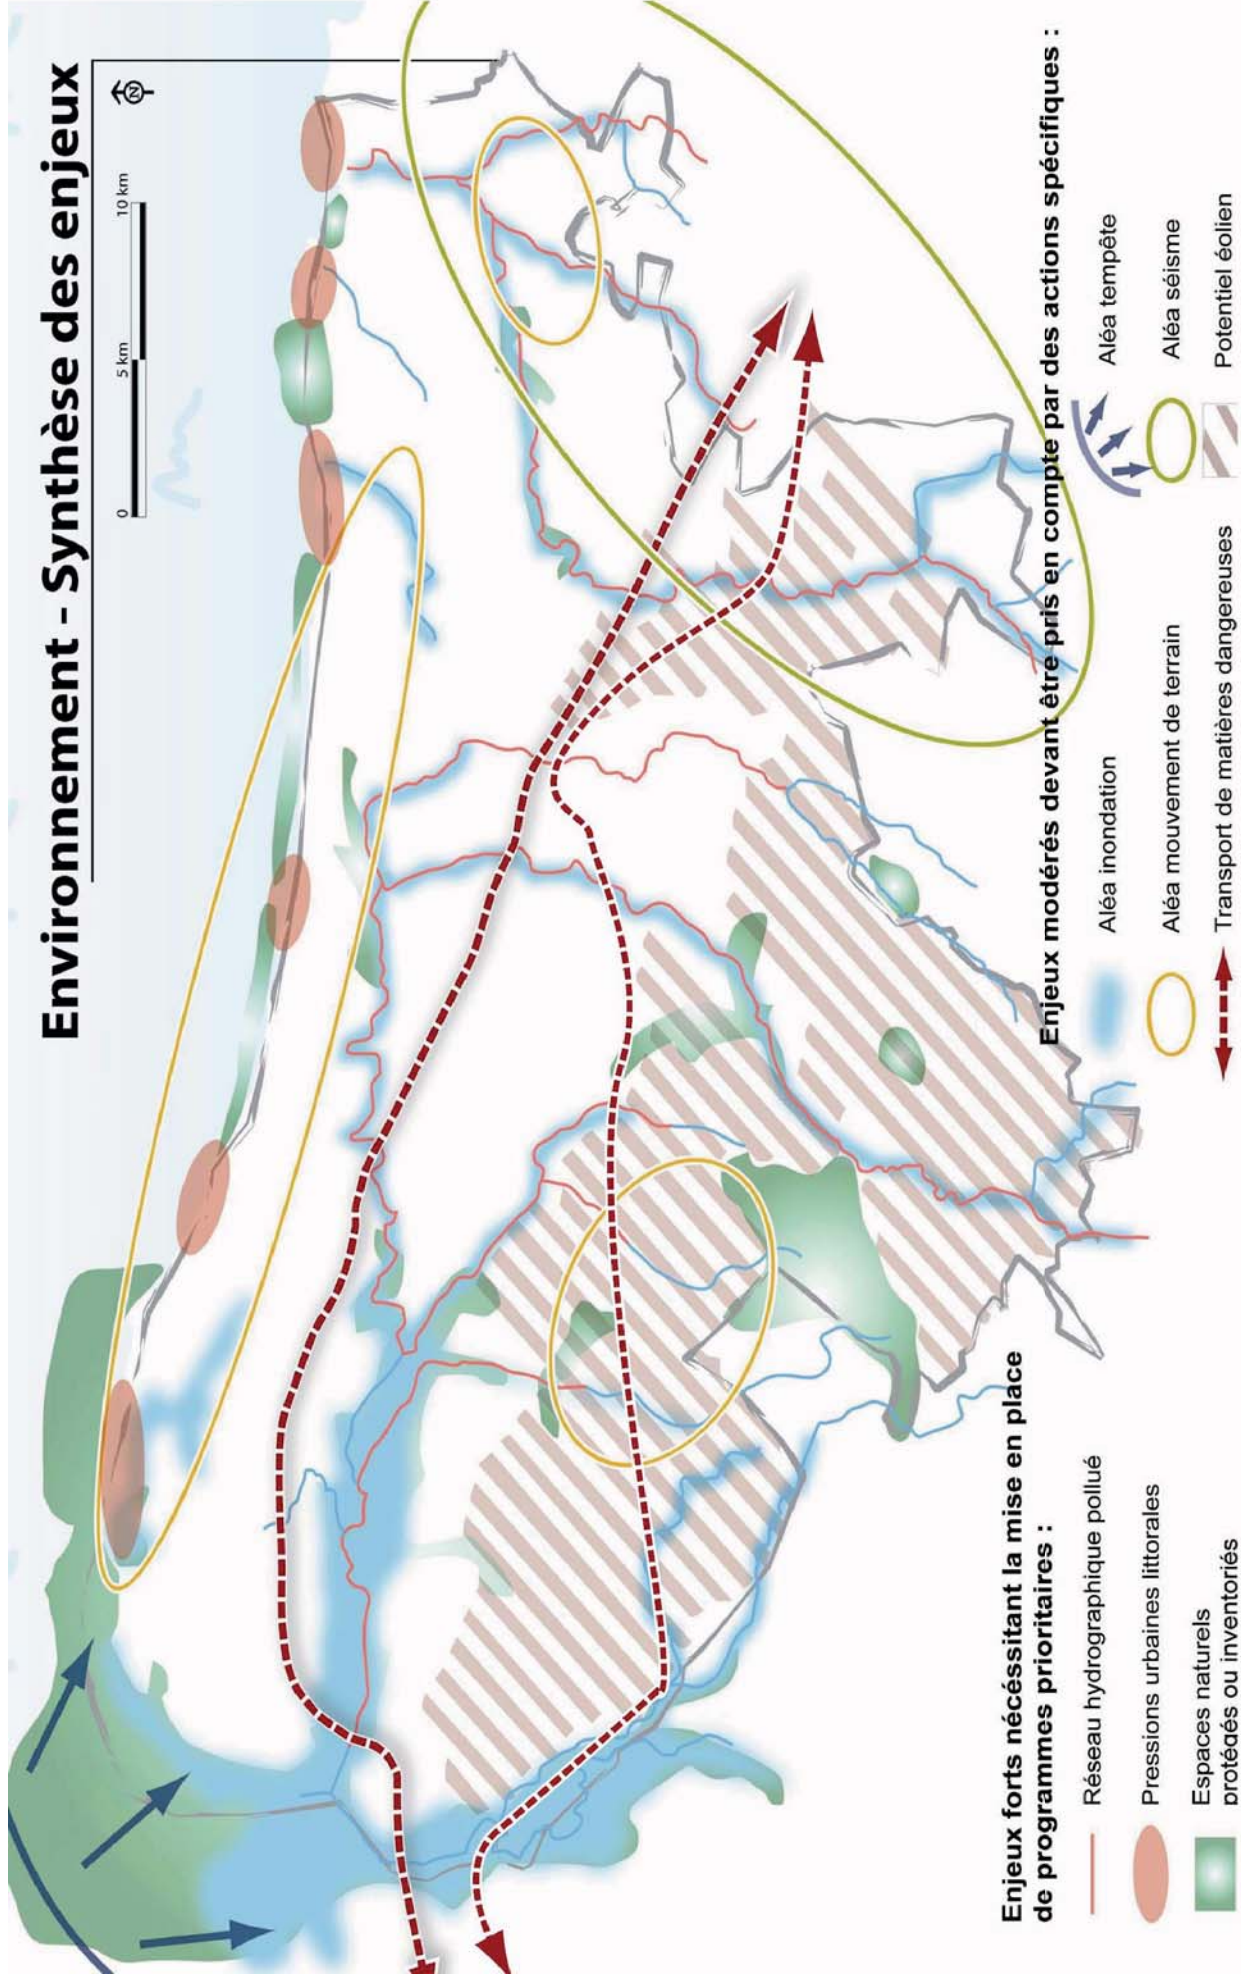 Environnement - Synthèse des enjeux
N
0
5 km
10 km
Enjeux forts nécéssitant la mise en place
de programmes prioritaires :
Réseau hydrographique pollué
Pressions urbaines littorales
Espaces naturels
protégés ou inventoriés
Enjeux modérés devant être pris en compte par des actions spécifiques :
Aléa inondation
Aléa mouvement de terrain
Transport de matières dangereuses
Aléa tempête
Aléa séisme
Potentiel éolien